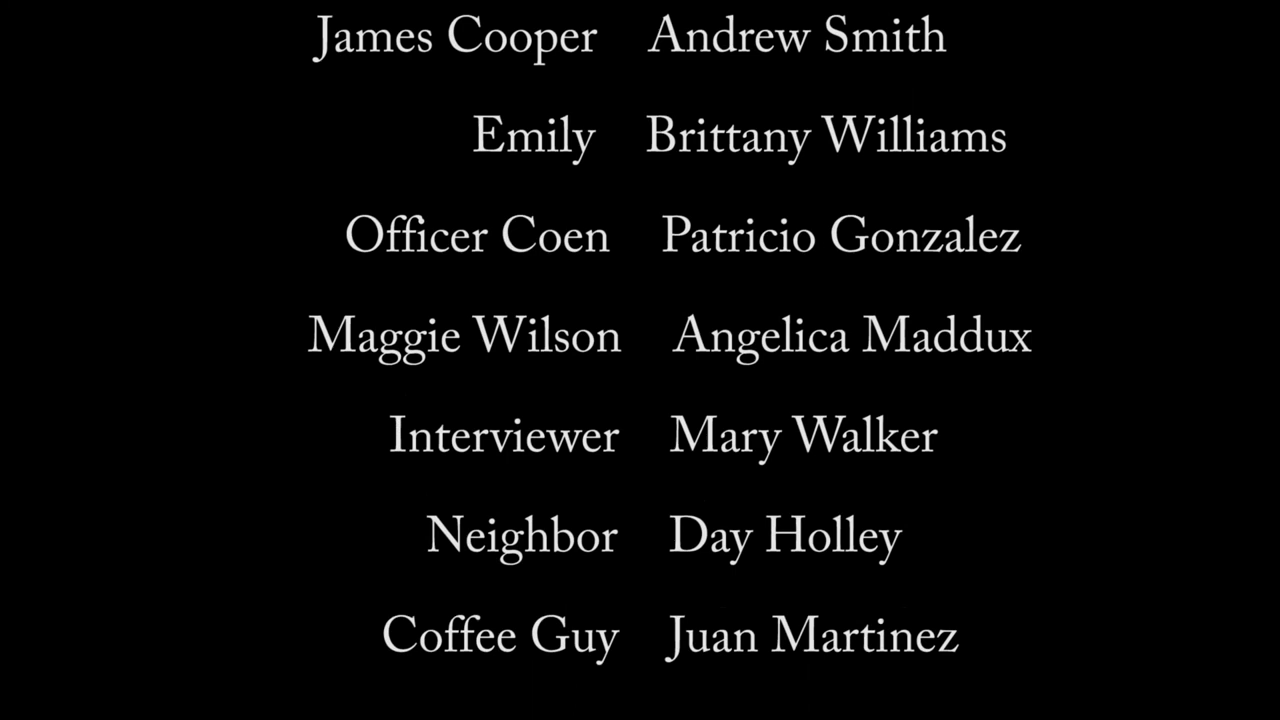 James Cooper Andrew Smith
Emily Brittany Williams
Officer Coen Patricio Gonzalez
Maggie Wilson Angelica Maddux
Interviewer Mary Walker
Neighbor Day Holley
Coffee Guy Juan Martinez